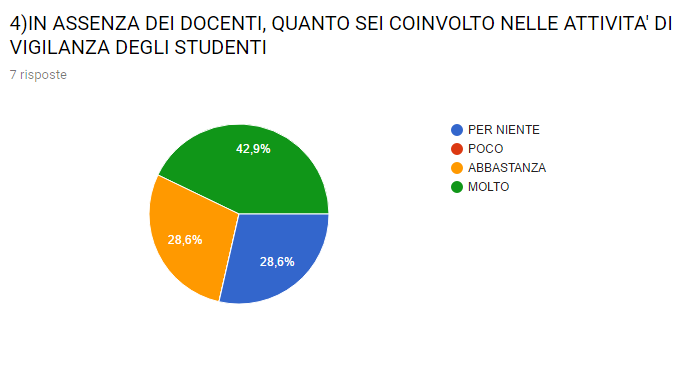 4)IN ASSENZA DEI DOCENTI, QUANTO SEI COINVOLTO NELLE ATTIVITA' DI
VIGILANZA DEGLI STUDENTI
7 risposte
42,9%
28,6%
28,6%
PER NIENTE
POCO
ABBASTANZA
MOLTO